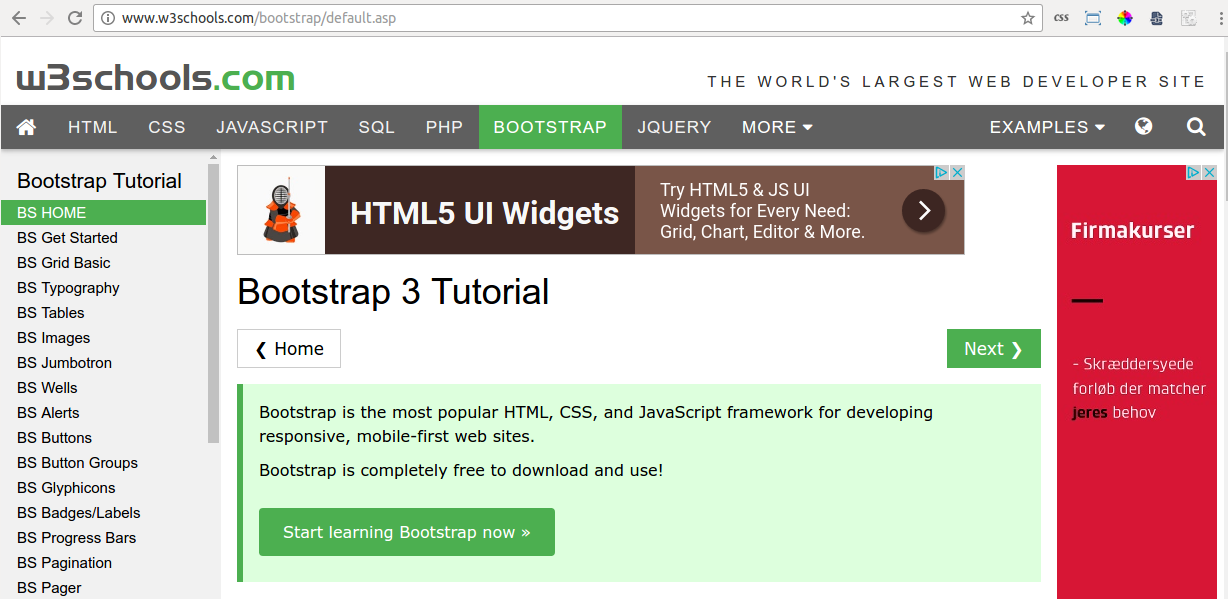 www.w3schools.com/bootstrap/default.asp
css
w3schools.com
THE WORLD'S LARGEST WEB DEVELOPER SITE
HTML CSS JAVASCRIPT SQL PHP BOOTSTRAP JQUERY MORE EXAMPLES
Bootstrap Tutorial
BS HOME
BS Get Started
BS Grid Basic
BS Typography
BS Tables
BS Images
BS Jumbotron
BS Wells
BS Alerts
BS Buttons
BS Button Groups
BS Glyphicons
BS Badges/Labels
BS Progress Bars
BS Pagination
BS Pager
HTML5 UI Widgets
Try HTML5 & JS UI
Widgets for Every Need:
Grid, Chart, Editor & More.
Bootstrap 3 Tutorial
❮ Home
Next ❯
Bootstrap is the most popular HTML, CSS, and JavaScript framework for developing
responsive, mobile-first web sites.
Bootstrap is completely free to download and use!
Start learning Bootstrap now »
Firmakurser
- Skræddersyede
forløb der matcher
jeres behov